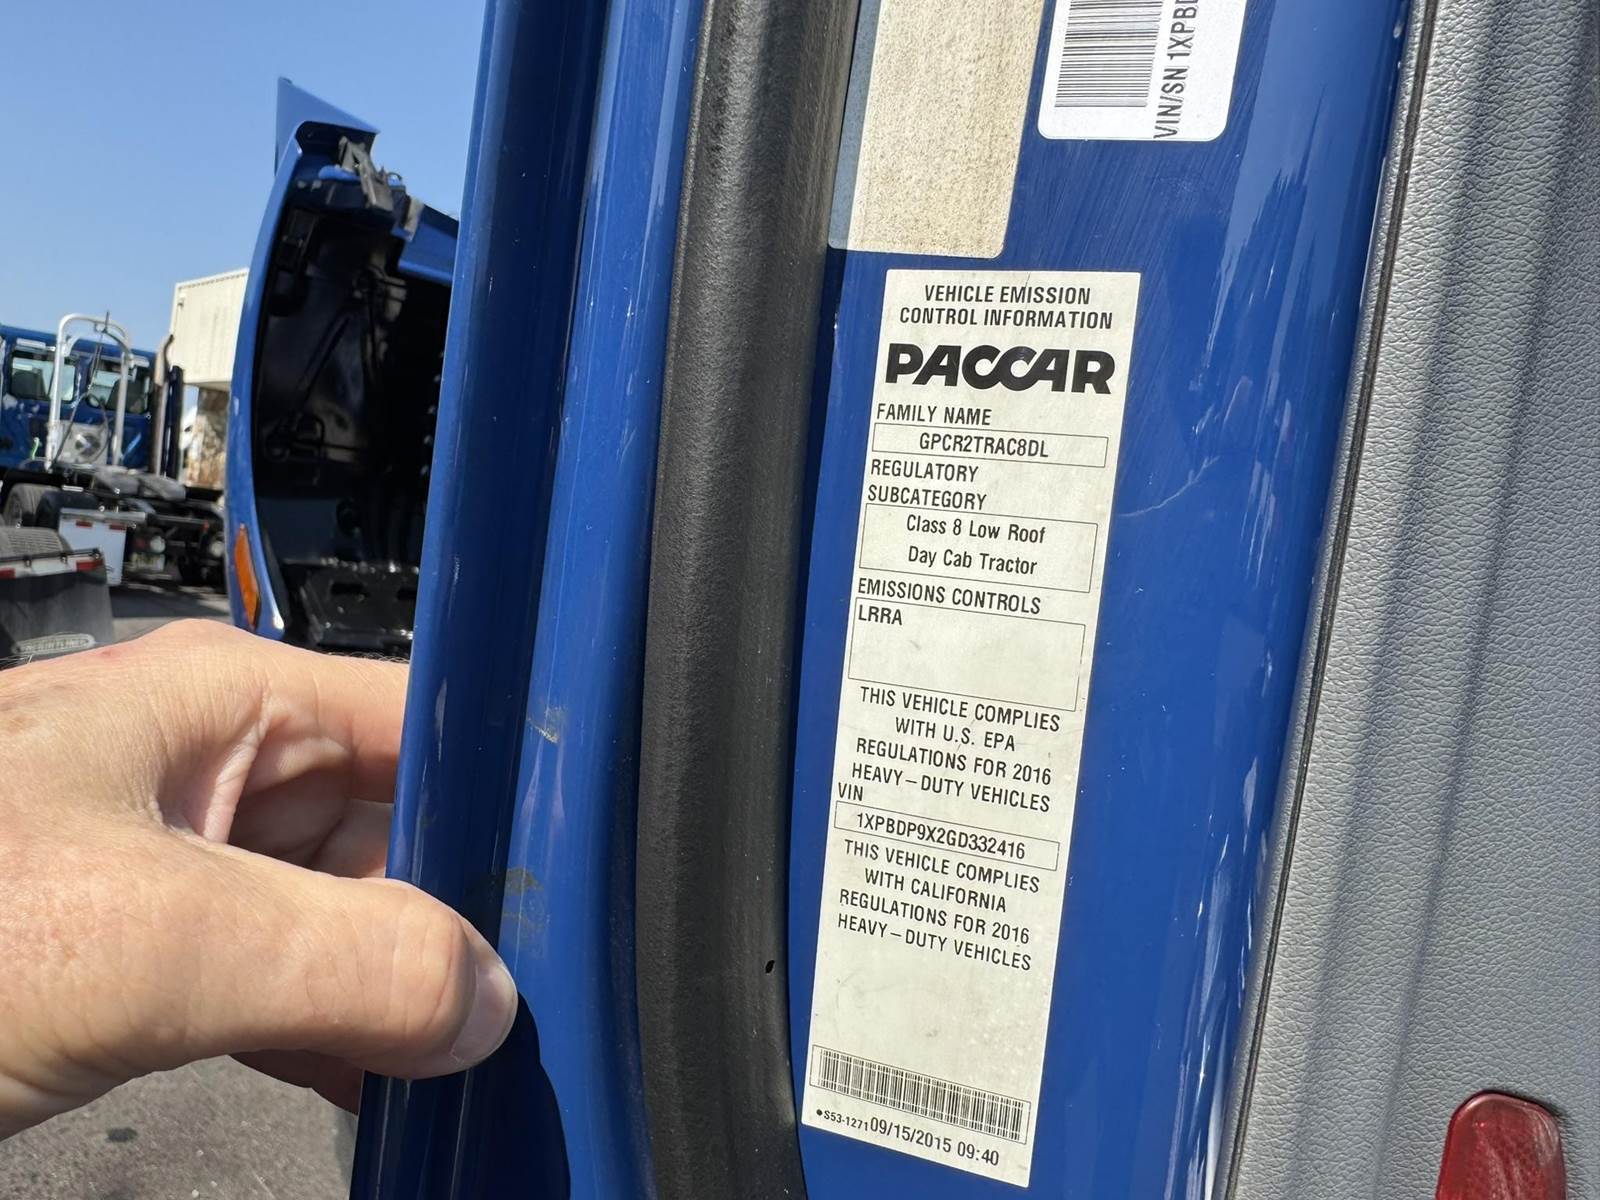 VIN/SN 1XPBD
VEHICLE EMISSION
CONTROL INFORMATION
PACCAR
FAMILY NAME
GPCR2TRAC8DL
REGULATORY
SUBCATEGORY
Class 8 Low Roof
Day Cab Tractor
EMISSIONS CONTROLS
LRRA
THIS VEHICLE COMPLIES
WITH U.S. EPA
REGULATIONS FOR 2016
HEAVY-DUTY VEHICLES
VIN
1XPBDP9X2GD332416
THIS VEHICLE COMPLIES
WITH CALIFORNIA
REGULATIONS FOR 2016
HEAVY-DUTY VEHICLES
•S53-1271 09/15/2015 09:40